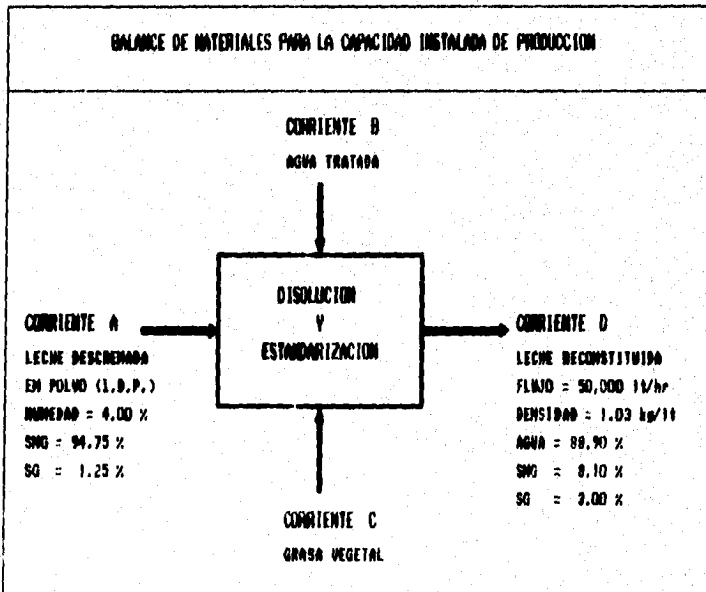 BALANCE DE MATERIALES PARA LA CAPACIDAD INSTALADA DE PRODUCCION
CORRIENTE B
AGUA TRATADA
DISOLUCION
Y
ESTANDARIZACION
CORRIENTE A
LECHE DESCREMADA
EN POLVO (L.D.P.)
HUMEDAD = 4.00 %
SNG = 94.75 %
SG = 1.25 %
CORRIENTE D
LECHE RECONSTITUIDA
FLUJO = 50,000 lt/hr
DENSIDAD = 1.03 kg/lt
AGUA = 88.90 %
SNG = 8.10 %
SG = 3.00 %
CORRIENTE C
GRASA VEGETAL